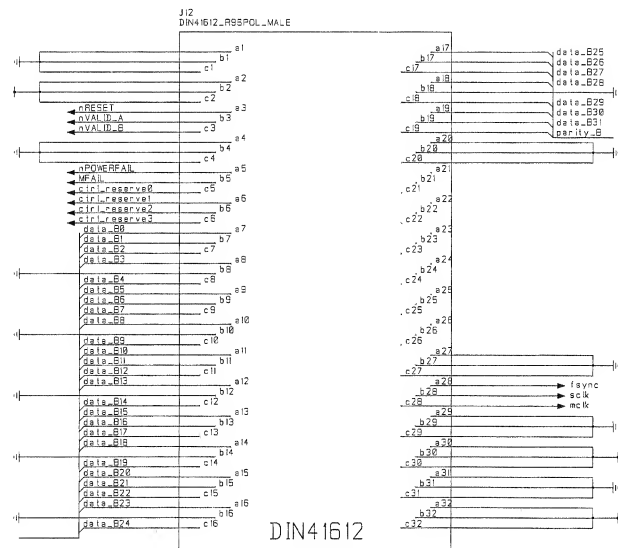 J12
DIN41612_R96POL_MALE
a1
b1
c1
a2
b2
c2
nRESET a3
nVALID_A b3
nVALID_B c3
a4
b4
c4
nPOWERFAIL a5
MFAIL b5
ctrl_reserve0 c5
ctrl_reserve1 a6
ctrl_reserve2 b6
ctrl_reserve3 c6
data_B0 a7
data_B1 b7
data_B2 c7
data_B3 a8
b8
data_B4 c8
data_B5 a9
data_B6 b9
data_B7 c9
data_B8 a10
b10
data_B9 c10
data_B10 a11
data_B11 b11
data_B12 c11
data_B13 a12
b12
data_B14 c12
data_B15 a13
data_B16 b13
data_B17 c13
data_B18 a14
b14
data_B19 c14
data_B20 a15
data_B21 b15
data_B22 c15
data_B23 a16
b16
data_B24 c16
a17 data_B25
b17 data_B26
c17 data_B27
a18 data_B28
b18
c18 data_B29
a19 data_B30
b19 data_B31
c19 parity_B
a20
b20
c20
a21
b21
c21
a22
b22
c22
a23
b23
c23
a24
b24
c24
a25
b25
c25
a26
b26
c26
a27
b27
c27
a28 fsync
b28 sclk
c28 mclk
a29
b29
c29
a30
b30
c30
a31
b31
c31
a32
b32
c32
DIN41612